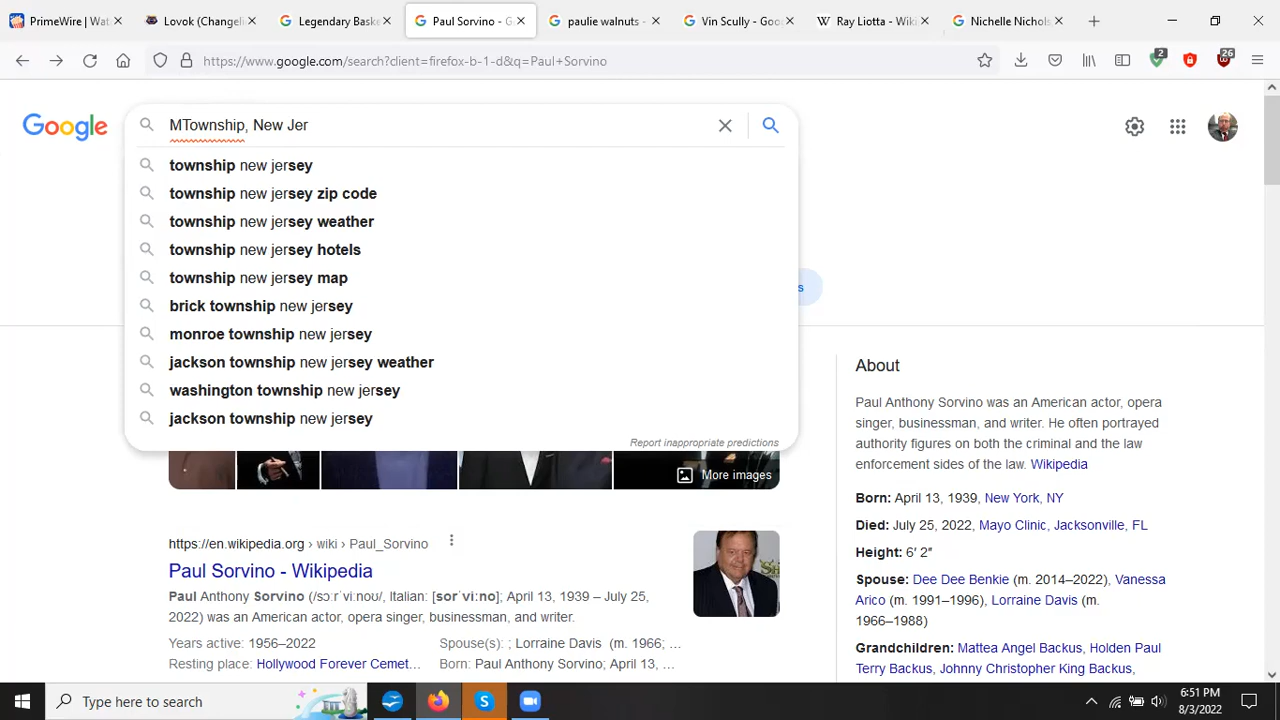 PrimeWire | Wat
Lovok (Changeli
Legendary Baske
Paul Sorvino - G
paulie walnuts -
Vin Scully - Goo
Ray Liotta - Wiki
Nichelle Nichols
https://www.google.com/search?client=firefox-b-1-d&q=Paul+Sorvino
2
26
Google
MTownship, New Jer
township new jersey
township new jersey zip code
township new jersey weather
township new jersey hotels
township new jersey map
brick township new jersey
monroe township new jersey
jackson township new jersey weather
washington township new jersey
jackson township new jersey
Report inappropriate predictions
s
More images
https://en.wikipedia.org › wiki › Paul_Sorvino
Paul Sorvino - Wikipedia
Paul Anthony Sorvino (/sɔːrˈviːnoʊ/, Italian: [sorˈviːno]; April 13, 1939 – July 25,
2022) was an American actor, opera singer, businessman, and writer.
Years active: 1956–2022
Spouse(s): ; Lorraine Davis (m. 1966; ...
Resting place: Hollywood Forever Cemet...
Born: Paul Anthony Sorvino; April 13, ...
About
Paul Anthony Sorvino was an American actor, opera
singer, businessman, and writer. He often portrayed
authority figures on both the criminal and the law
enforcement sides of the law. Wikipedia
Born: April 13, 1939, New York, NY
Died: July 25, 2022, Mayo Clinic, Jacksonville, FL
Height: 6′ 2″
Spouse: Dee Dee Benkie (m. 2014–2022), Vanessa
Arico (m. 1991–1996), Lorraine Davis (m.
1966–1988)
Grandchildren: Mattea Angel Backus, Holden Paul
Terry Backus, Johnny Christopher King Backus,
Type here to search
6:51 PM
8/3/2022